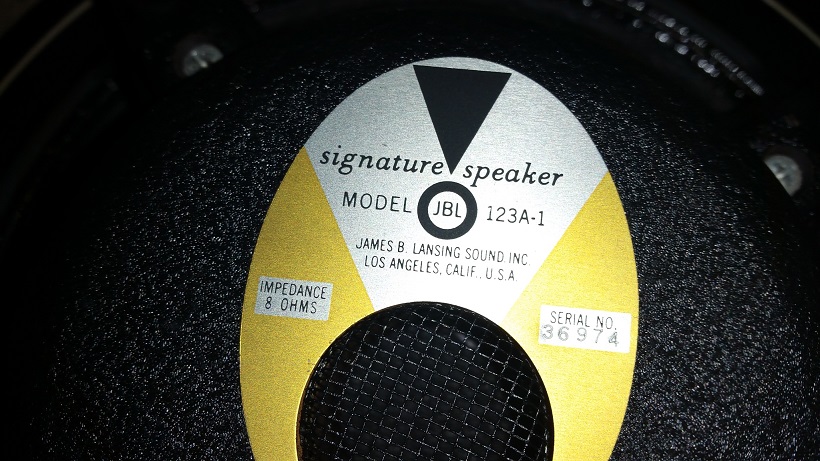 signature speaker
MODEL JBL 123A-1
JAMES B. LANSING SOUND, INC.
LOS ANGELES, CALIF., U.S.A.
IMPEDANCE
8 OHMS
SERIAL NO.
36974